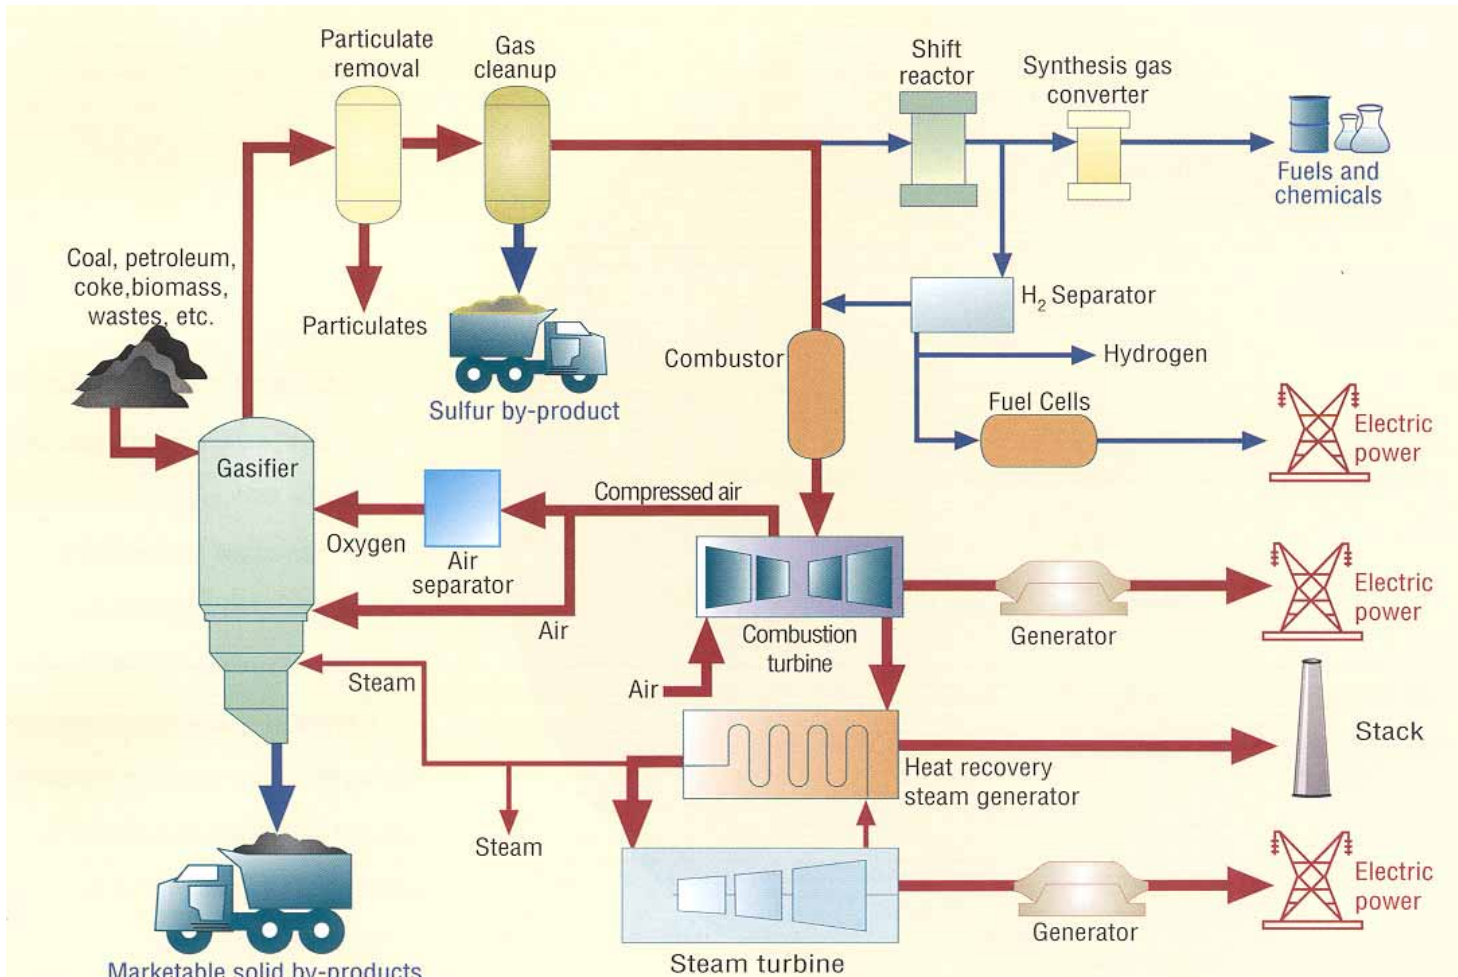 Particulate
removal
Gas
cleanup
Shift
reactor
Synthesis gas
converter
Fuels and
chemicals
Coal, petroleum,
coke,biomass,
wastes, etc.
Particulates
Sulfur by-product
Combustor
H₂ Separator
Hydrogen
Fuel Cells
Electric
power
Gasifier
Oxygen
Air
separator
Compressed air
Air
Combustion
turbine
Generator
Electric
power
Steam
Air
Stack
Heat recovery
steam generator
Steam
Electric
power
Generator
Steam turbine
Marketable solid by-products